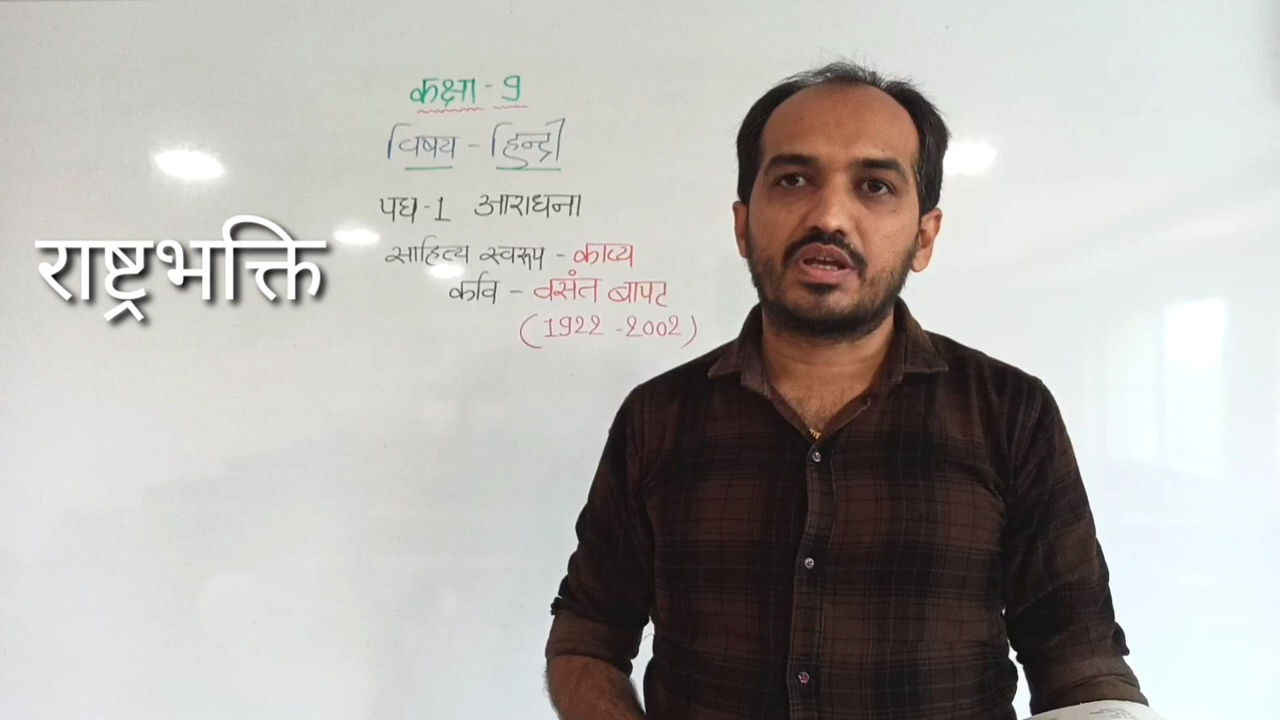 कक्षा - 9
विषय - हिन्दी
पद्य -1 आराधना
साहित्य स्वरूप - काव्य
राष्ट्रभक्ति
कवि - वसंत बापट
(1922 - 2002)